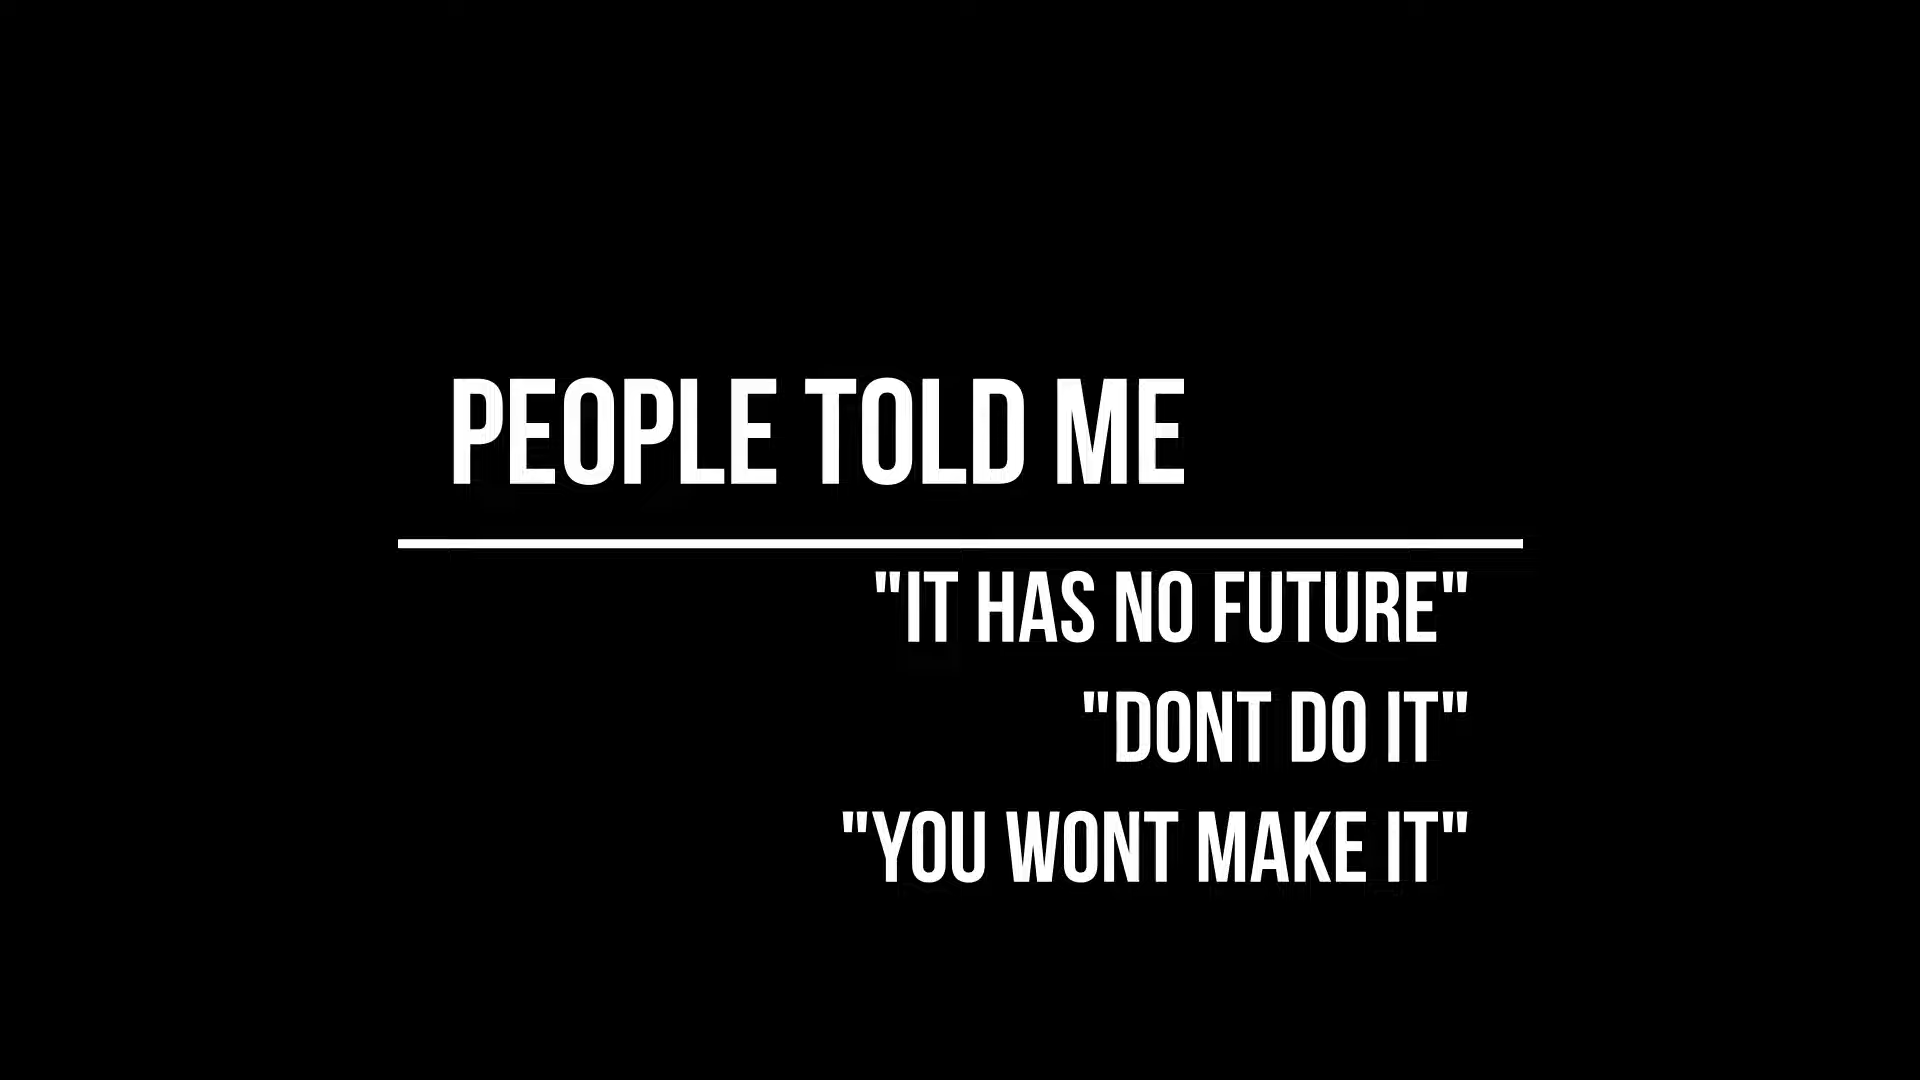 PEOPLE TOLD ME
"IT HAS NO FUTURE"
"DONT DO IT"
"YOU WONT MAKE IT"